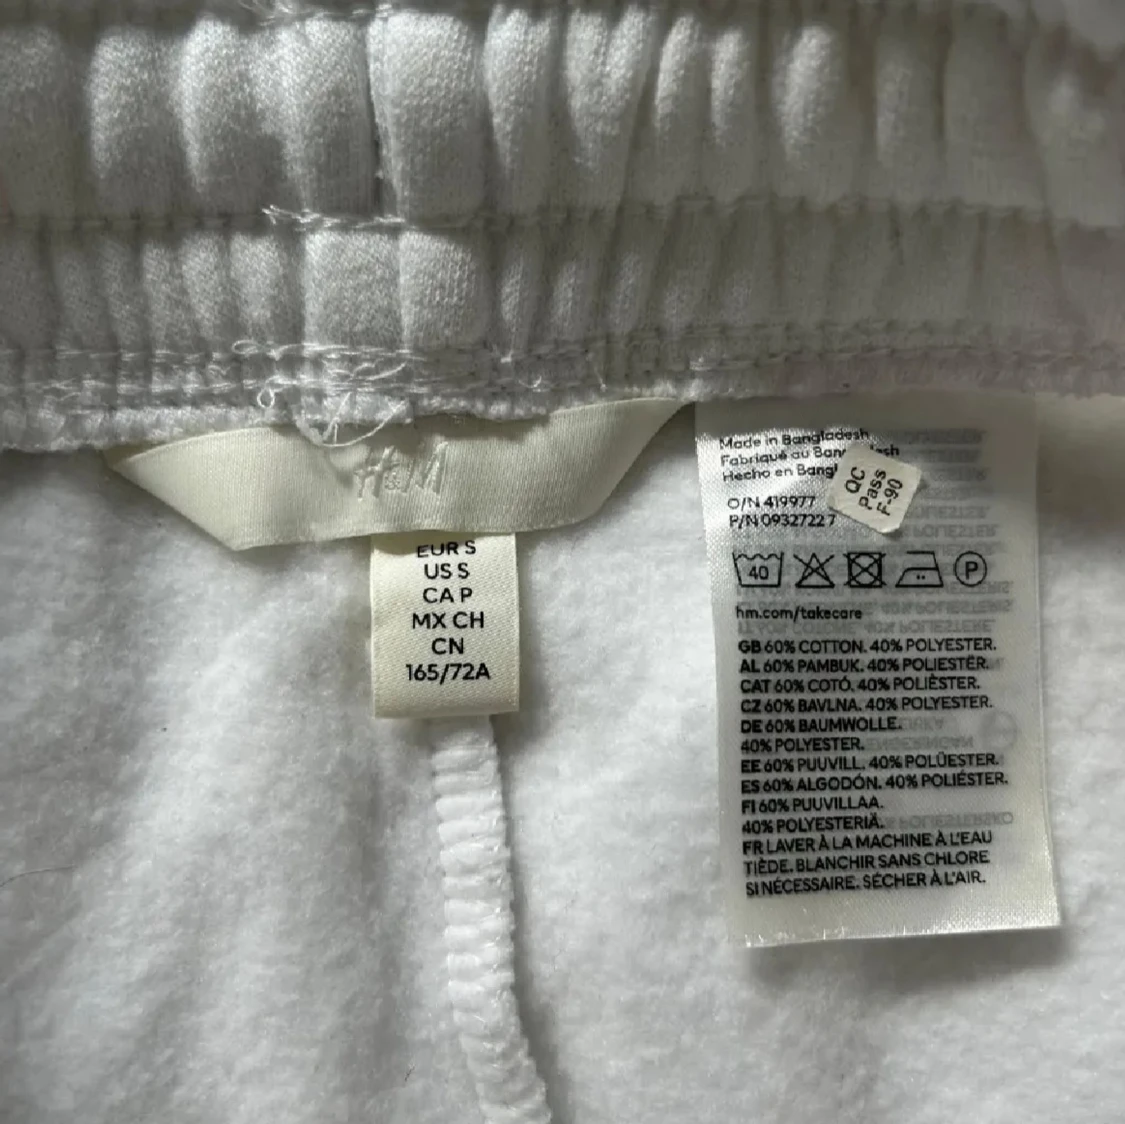 H&M
EUR S
US S
CA P
MX CH
CN
165/72A
Made in Bangladesh
Fabriqué au
Hecho en
QC
Pass
F-90
O/N 419977
P/N 09327227
40
P
hm.com/takecare
GB 60% COTTON. 40% POLYESTER.
AL 60% PAMBUK. 40% POLIESTËR.
CAT 60% COTÓ. 40% POLIÈSTER.
CZ 60% BAVLNA. 40% POLYESTER.
DE 60% BAUMWOLLE.
40% POLYESTER.
EE 60% PUUVILL. 40% POLÜESTER.
ES 60% ALGODÓN. 40% POLIÉSTER.
FI 60% PUUVILLAA.
40% POLYESTERIÄ.
FR LAVER À LA MACHINE À L'EAU
TIÈDE. BLANCHIR SANS CHLORE
SI NÉCESSAIRE. SÉCHER À L'AIR.